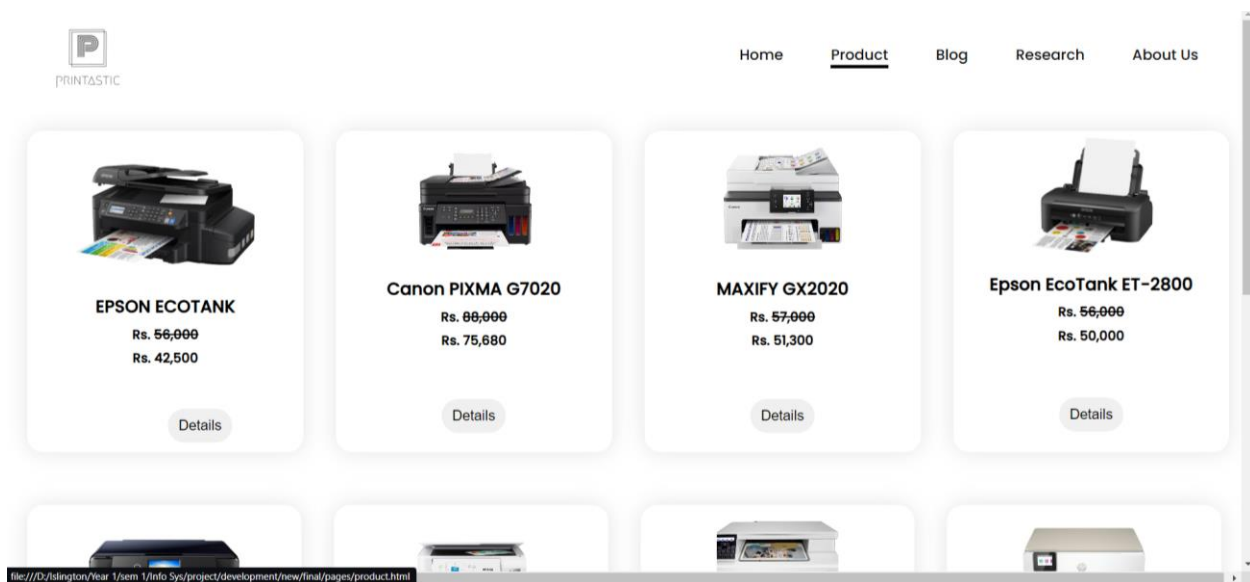 P
PRINTASTIC
Home Product Blog Research About Us
EPSON ECOTANK
Rs. 56,000
Rs. 42,500
Details
Canon PIXMA G7020
Rs. 88,000
Rs. 75,680
Details
MAXIFY GX2020
Rs. 57,000
Rs. 51,300
Details
Epson EcoTank ET-2800
Rs. 56,000
Rs. 50,000
Details
file:///D:/Islington/Year 1/sem 1/Info Sys/project/development/new/final/pages/product.html